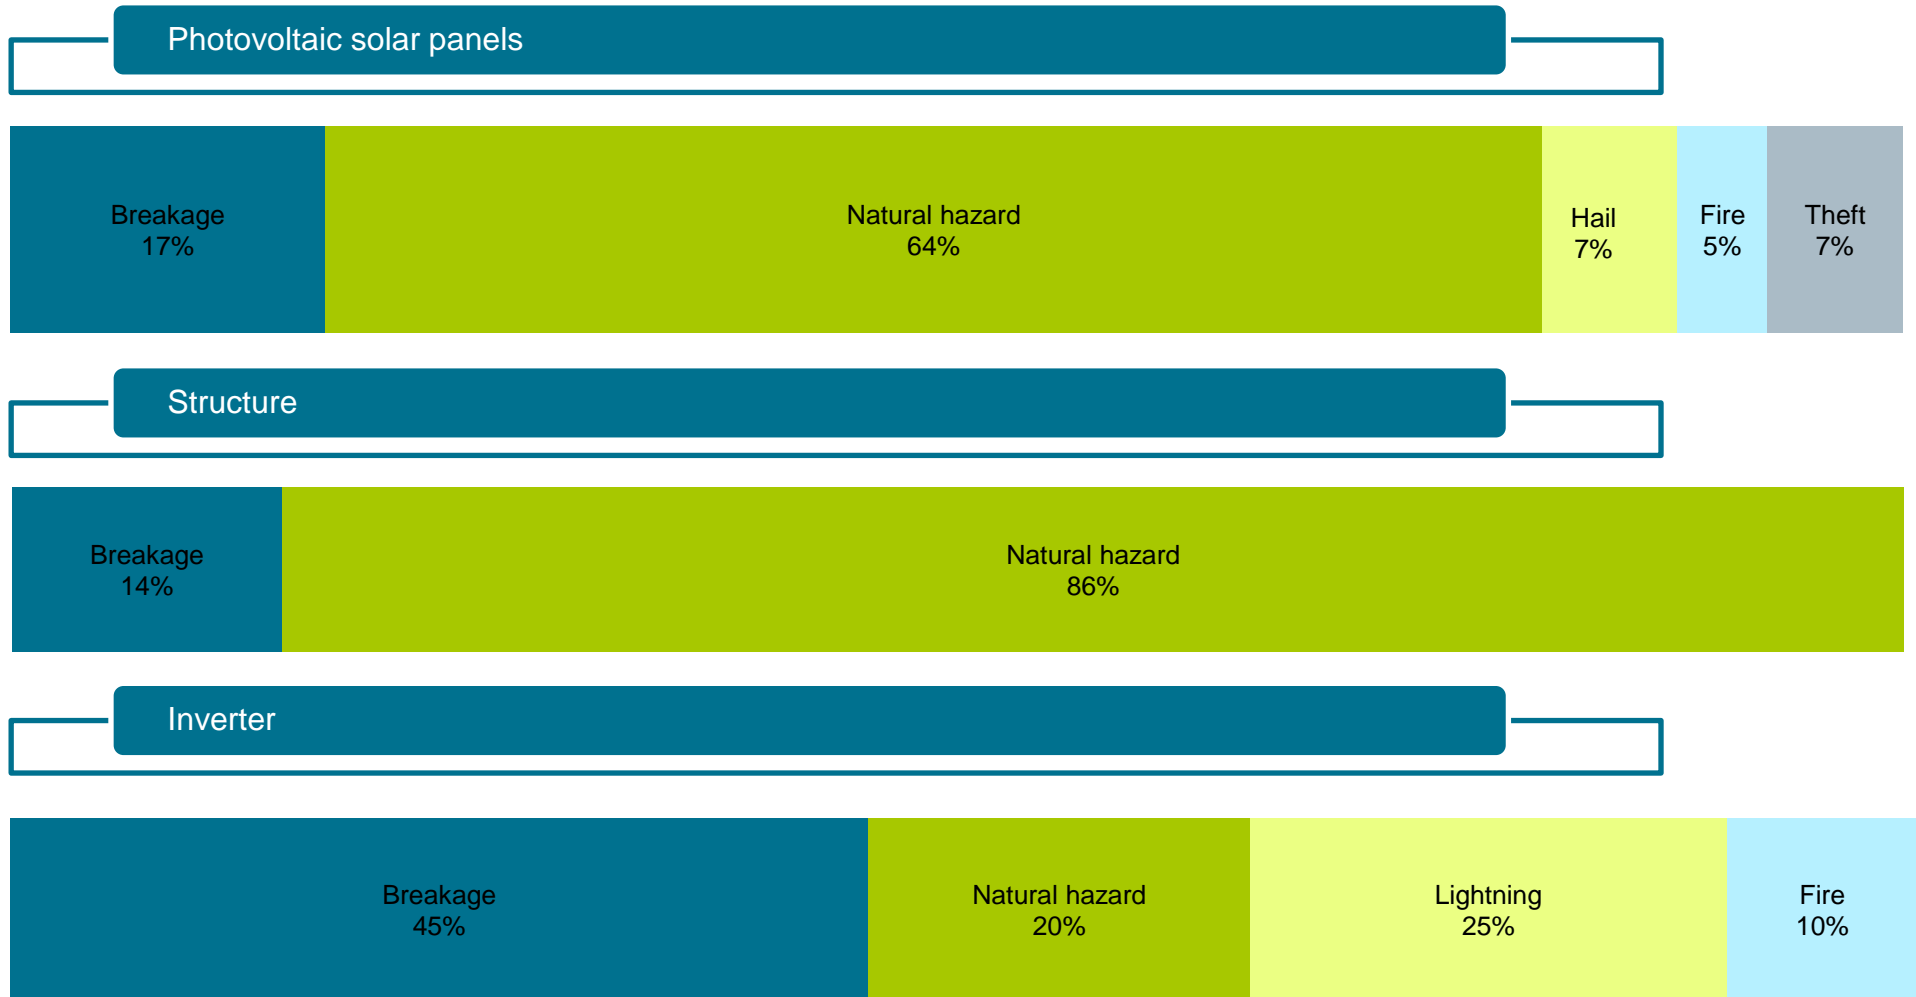 Photovoltaic solar panels
Breakage
17%
Natural hazard
64%
Hail
7%
Fire
5%
Theft
7%
Structure
Breakage
14%
Natural hazard
86%
Inverter
Breakage
45%
Natural hazard
20%
Lightning
25%
Fire
10%